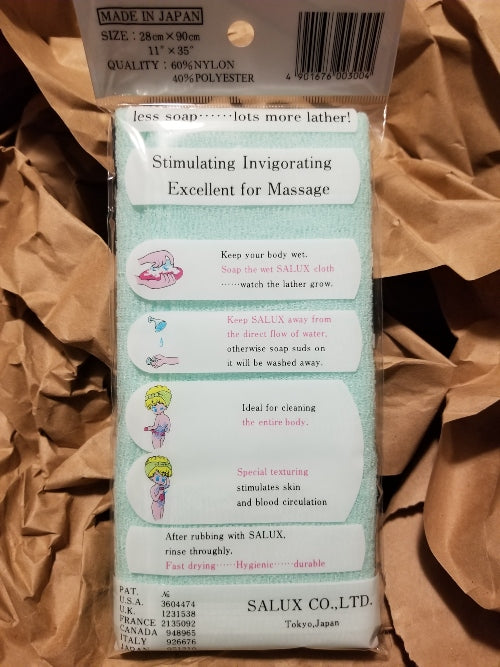 MADE IN JAPAN
SIZE : 28cm×90cm
11"×35"
QUALITY : 60%NYLON
40%POLYESTER
4 901676 003004
less soap······lots more lather!
Stimulating Invigorating
Excellent for Massage
Keep your body wet.
Soap the wet SALUX cloth
······watch the lather grow.
Keep SALUX away from
the direct flow of water,
otherwise soap suds on
it will be washed away.
Ideal for cleaning
the entire body.
Special texturing
stimulates skin
and blood circulation
After rubbing with SALUX,
rinse throughly.
Fast drying······Hygienic······durable
PAT. №
U.S.A. 3604474
U.K. 1231538
FRANCE 2135092
CANADA 948965
ITALY 926676
JAPAN
SALUX CO.,LTD.
Tokyo,Japan